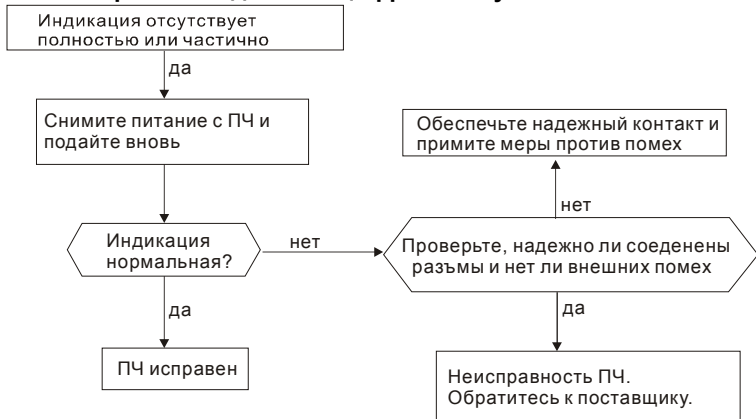 Индикация отсутствует
полностью или частично
да
Снимите питание с ПЧ и
подайте вновь
Обеспечьте надежный контакт и
примите меры против помех
нет
Индикация
нормальная?
нет
Проверьте, надежно ли соеденены
разъмы и нет ли внешних помех
да
да
ПЧ исправен
Неисправность ПЧ.
Обратитесь к поставщику.